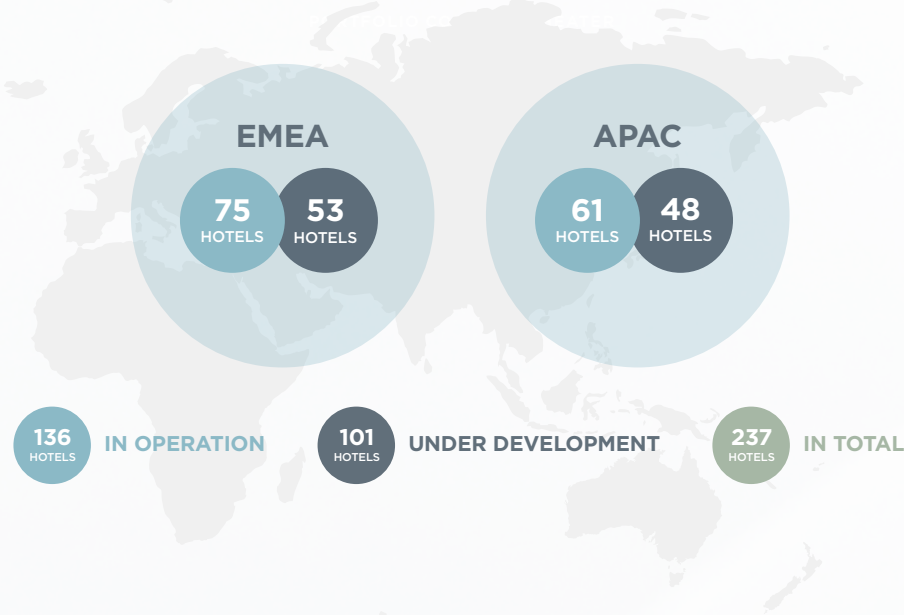 EMEA
75
HOTELS
53
HOTELS
APAC
61
HOTELS
48
HOTELS
136
HOTELS
IN OPERATION
101
HOTELS
UNDER DEVELOPMENT
237
HOTELS
IN TOTAL